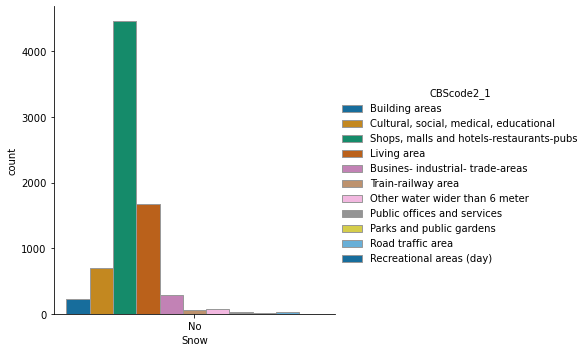 4000
3000
2000
1000
0
count
No
Snow
CBScode2_1
Building areas
Cultural, social, medical, educational
Shops, malls and hotels-restaurants-pubs
Living area
Busines- industrial- trade-areas
Train-railway area
Other water wider than 6 meter
Public offices and services
Parks and public gardens
Road traffic area
Recreational areas (day)